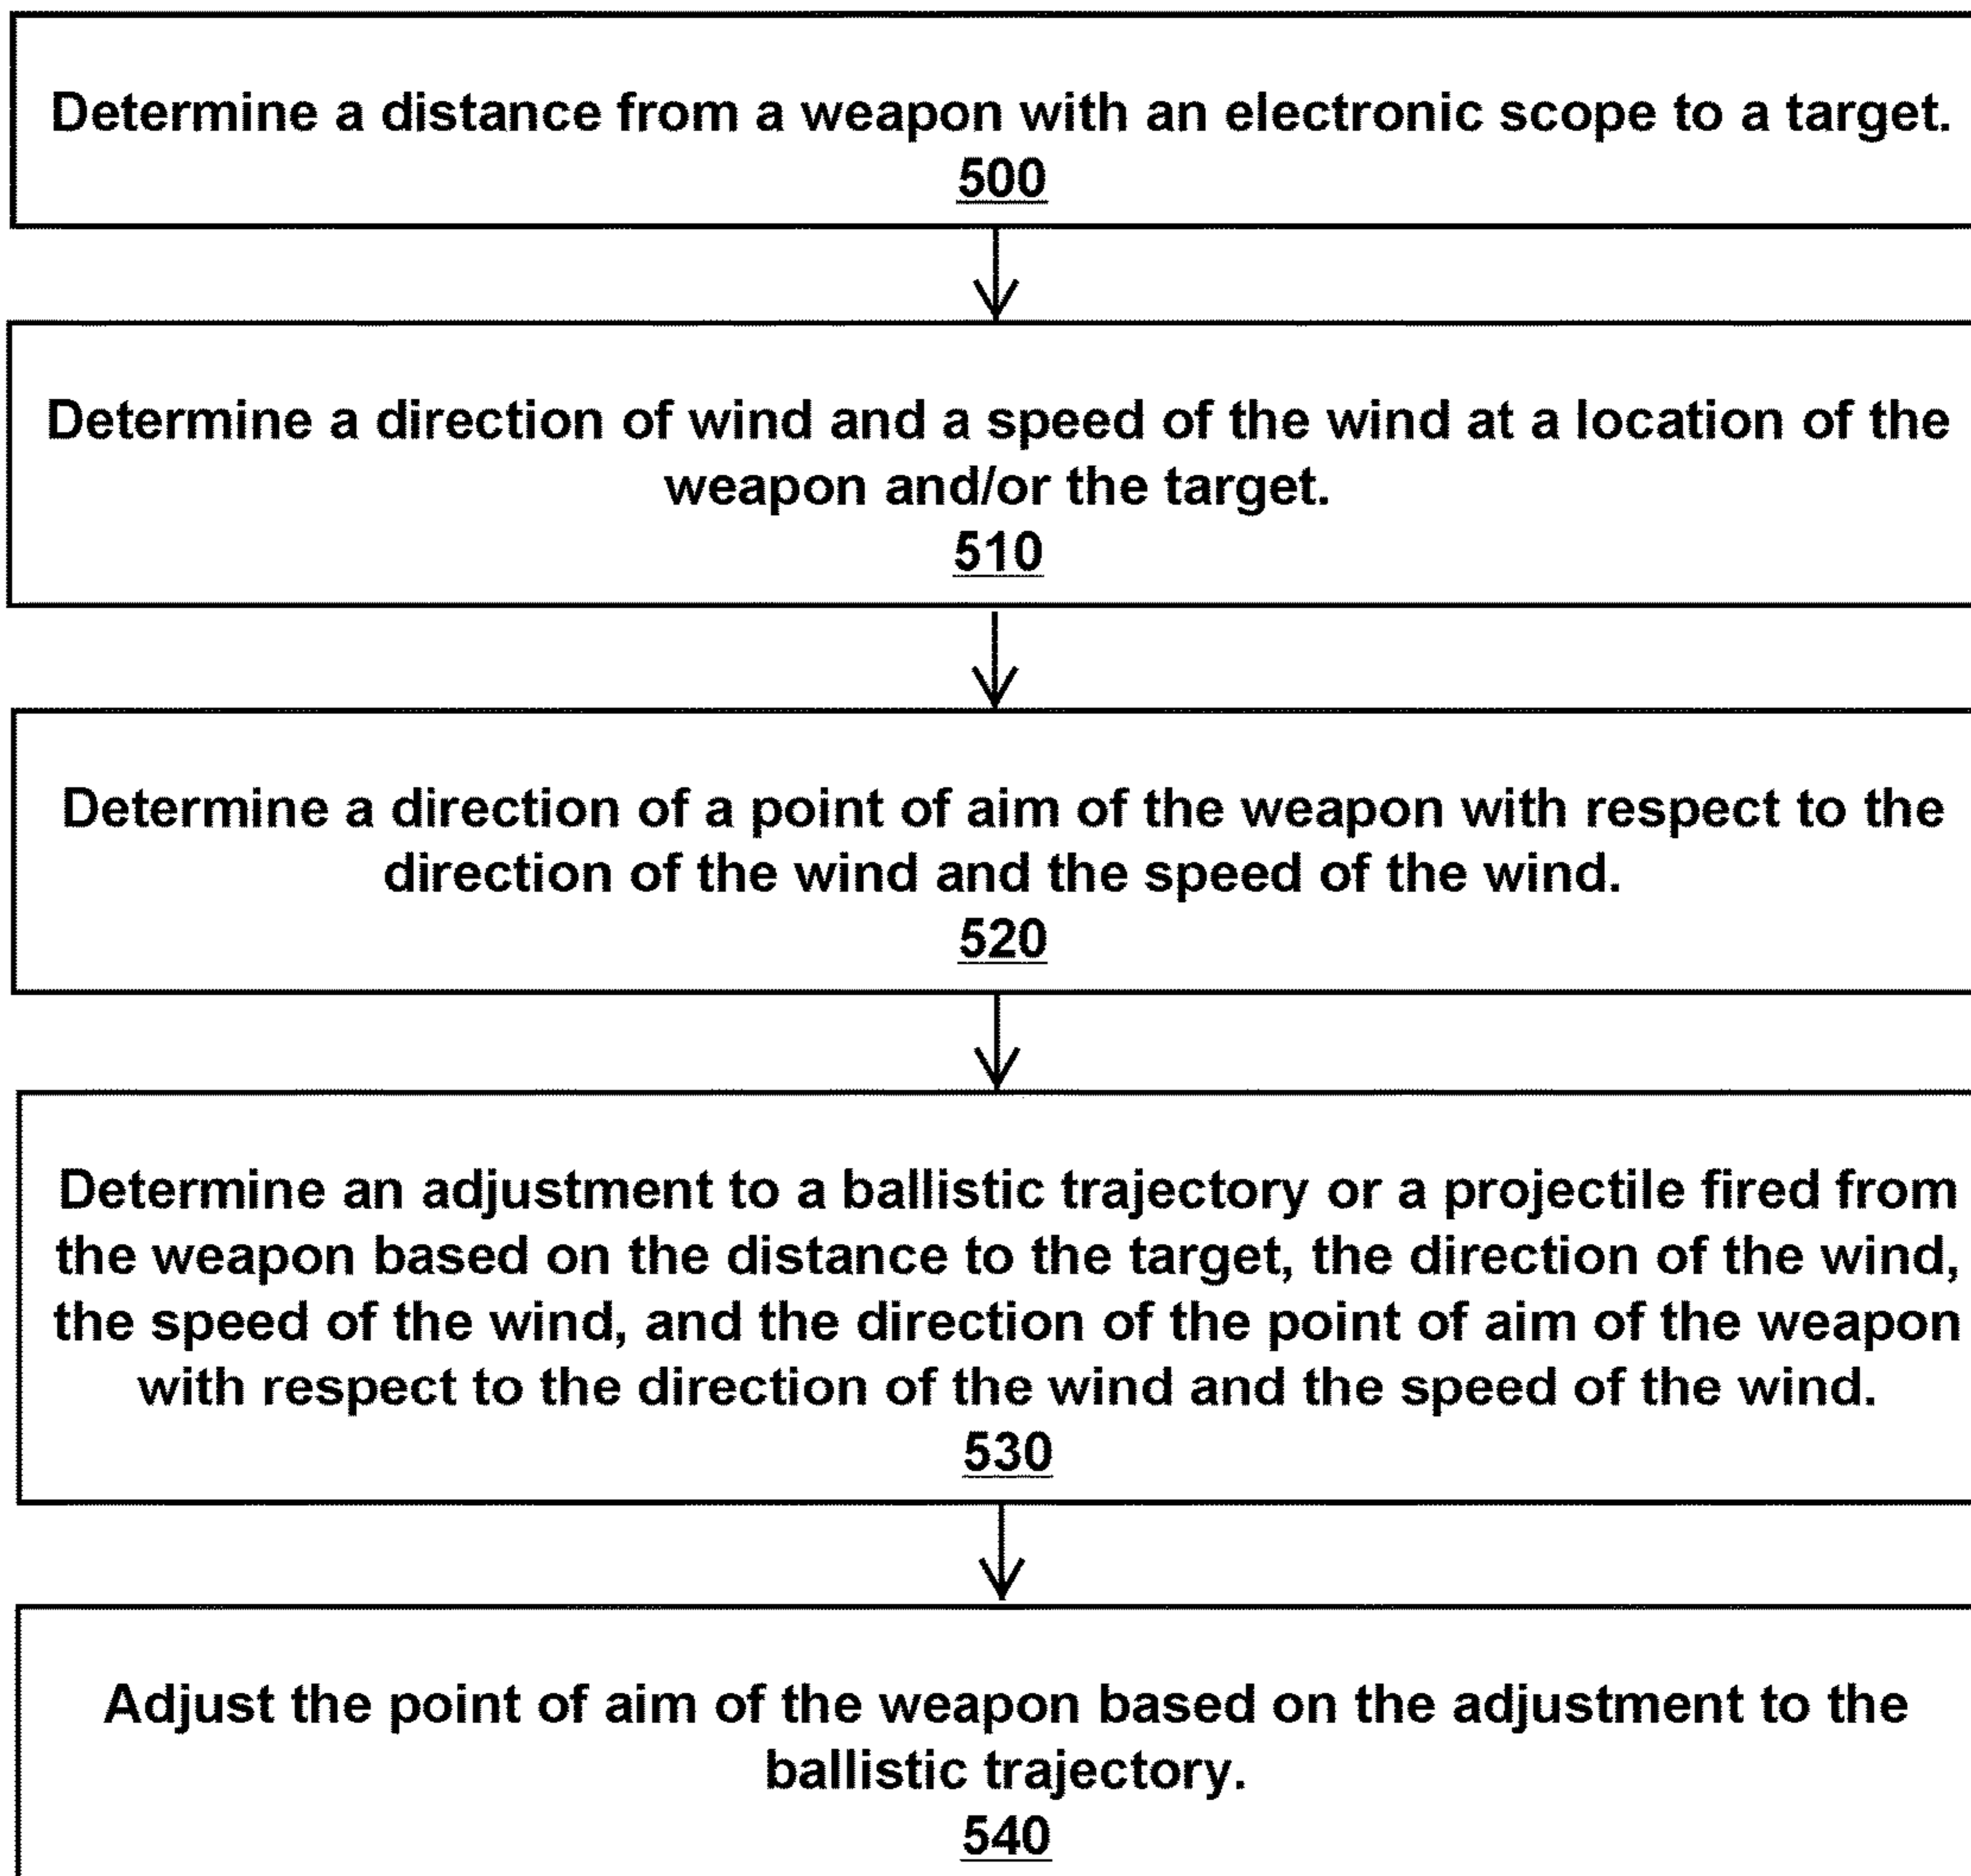 Determine a distance from a weapon with an electronic scope to a target.
500
Determine a direction of wind and a speed of the wind at a location of the
weapon and/or the target.
510
Determine a direction of a point of aim of the weapon with respect to the
direction of the wind and the speed of the wind.
520
Determine an adjustment to a ballistic trajectory or a projectile fired from
the weapon based on the distance to the target, the direction of the wind,
the speed of the wind, and the direction of the point of aim of the weapon
with respect to the direction of the wind and the speed of the wind.
530
Adjust the point of aim of the weapon based on the adjustment to the
ballistic trajectory.
540